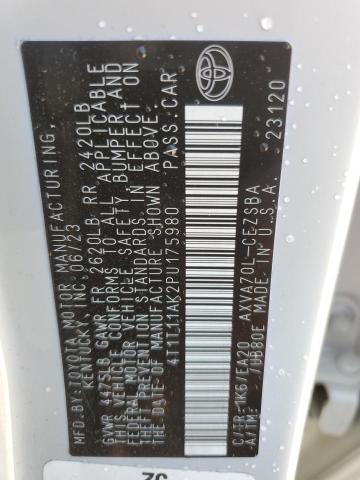 MFD.BY:TOYOTA MOTOR MANUFACTURING,
KENTUCKY, INC. 06/23
GVWR 4475LB GAWR FR 2620LB RR 2420LB
THIS VEHICLE CONFORMS TO ALL APPLICABLE
FEDERAL MOTOR VEHICLE SAFETY, BUMPER, AND
THEFT PREVENTION STANDARDS IN EFFECT ON
THE DATE OF MANUFACTURE SHOWN ABOVE.
4T1E11AK2PU175980 PASS.CAR
C/TR: 1K6/EA20 AXVA70L-CEZSBA
A/TM: -/UB80E MADE IN U.S.A.
23120